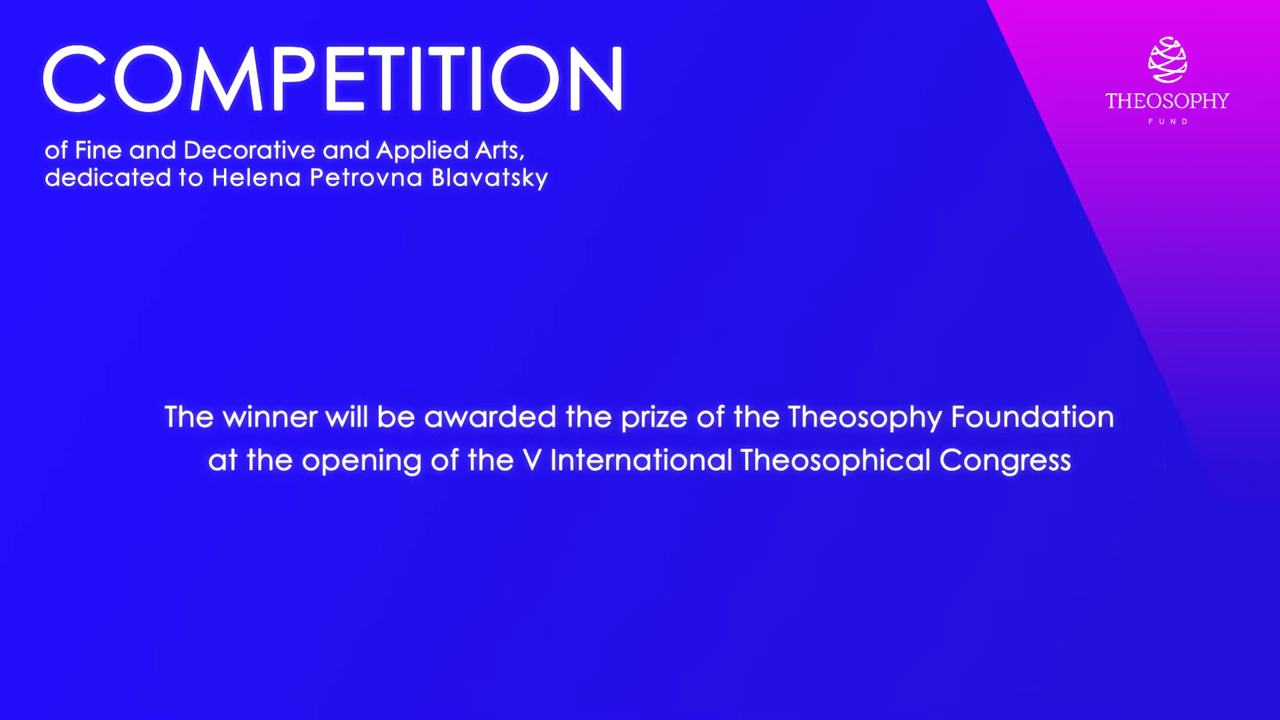 COMPETITION
of Fine and Decorative and Applied Arts,
dedicated to Helena Petrovna Blavatsky
THEOSOPHY
FUND
The winner will be awarded the prize of the Theosophy Foundation
at the opening of the V International Theosophical Congress